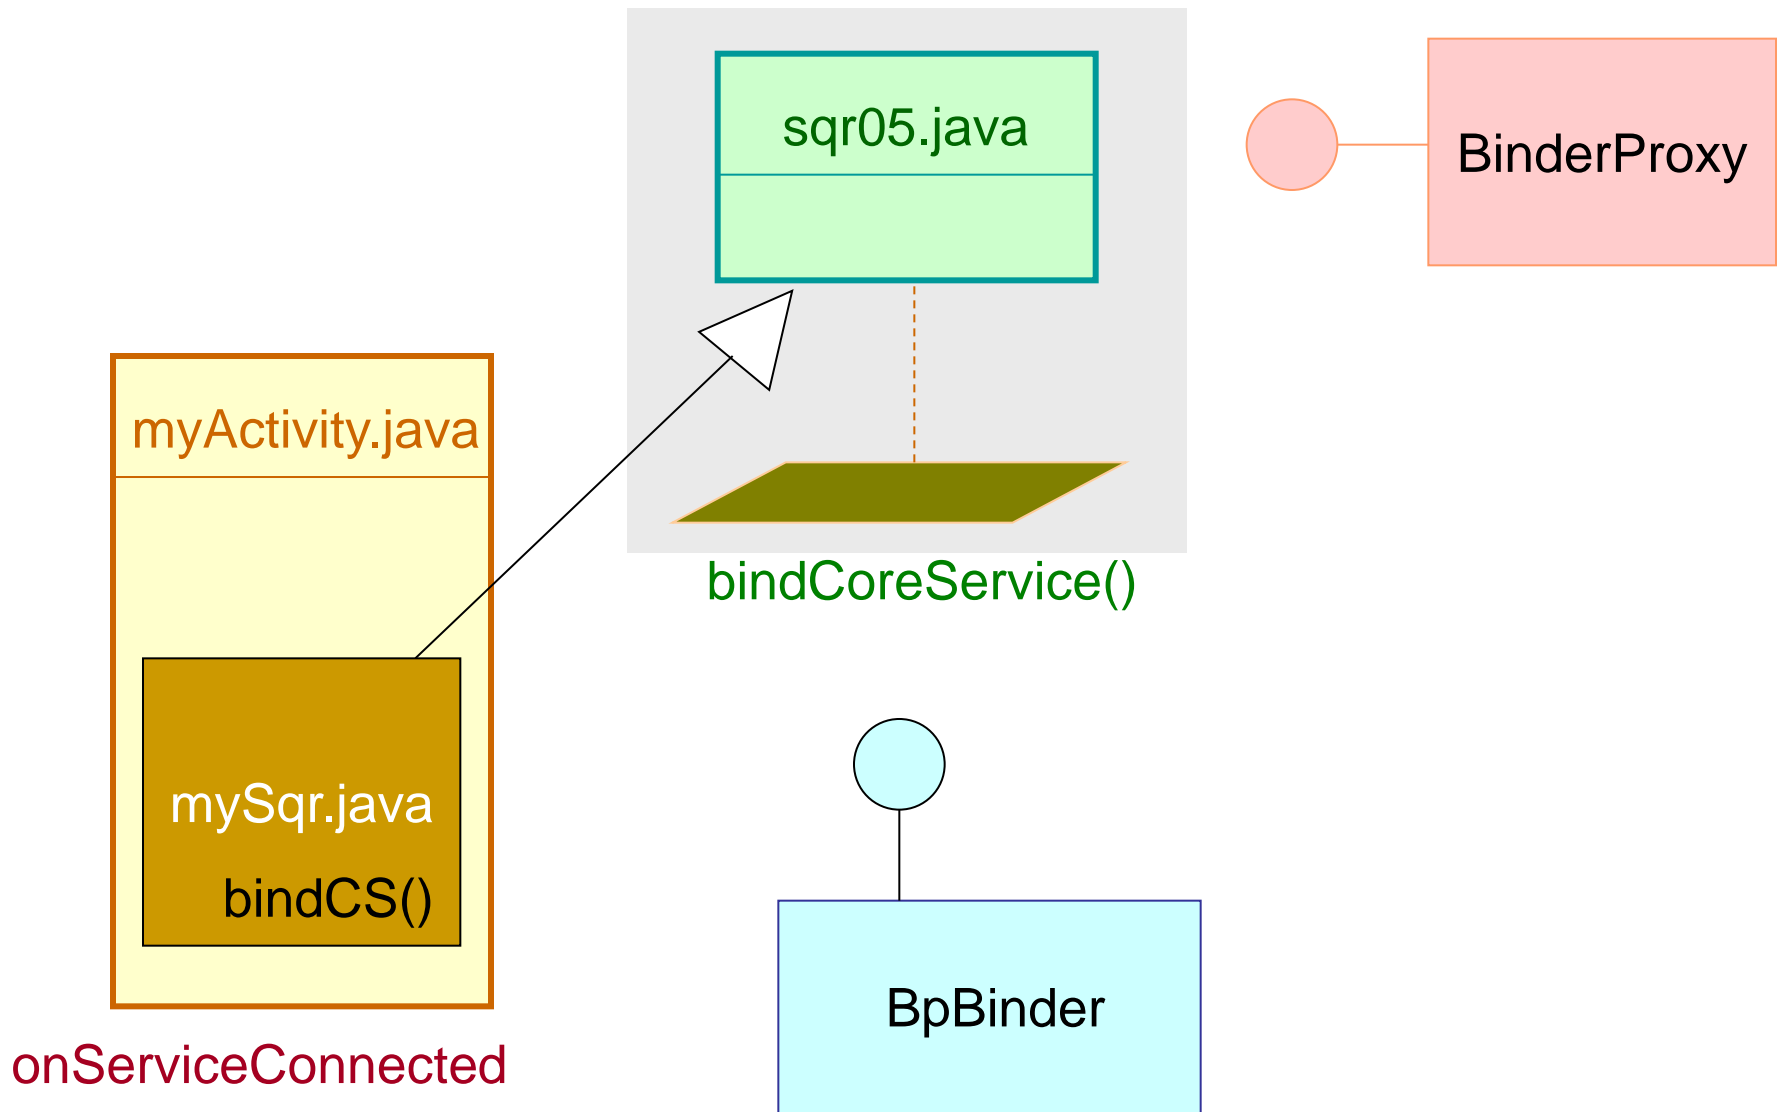 sqr05.java
BinderProxy
myActivity.java
bindCoreService()
mySqr.java
bindCS()
BpBinder
onServiceConnected